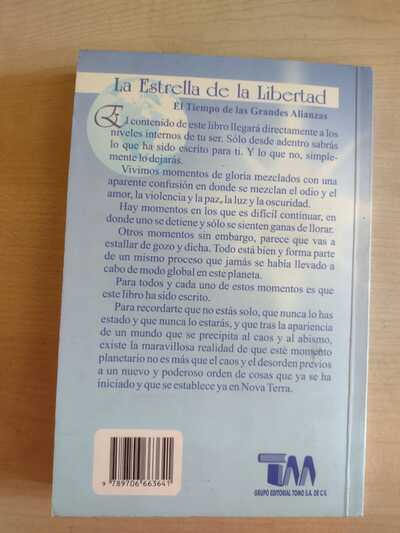 La Estrella de la Libertad
El Tiempo de las Grandes Alianzas
El contenido de este libro llegará directamente a los
niveles internos de tu ser. Sólo desde adentro sabrás
lo que ha sido escrito para ti. Y lo que no, simple-
mente lo dejarás.
Vivimos momentos de gloria mezclados con una
aparente confusión en donde se mezclan el odio y el
amor, la violencia y la paz, la luz y la oscuridad.
Hay momentos en los que es difícil continuar, en
donde uno se detiene y sólo se sienten ganas de llorar.
Otros momentos sin embargo, parece que vas a
estallar de gozo y dicha. Todo está bien y forma parte
de un mismo proceso que jamás se había llevado a
cabo de modo global en este planeta.
Para todos y cada uno de estos momentos es que
este libro ha sido escrito.
Para recordarte que no estás solo, que nunca lo has
estado y que nunca lo estarás, y que tras la apariencia
de un mundo que se precipita al caos y al abismo,
existe la maravillosa realidad de que este momento
planetario no es más que el caos y el desorden previos
a un nuevo y poderoso orden de cosas que ya se ha
iniciado y que se establece ya en Nova Terra.
9 789706 663641
TM
GRUPO EDITORIAL TOMO S.A. DE C.V.